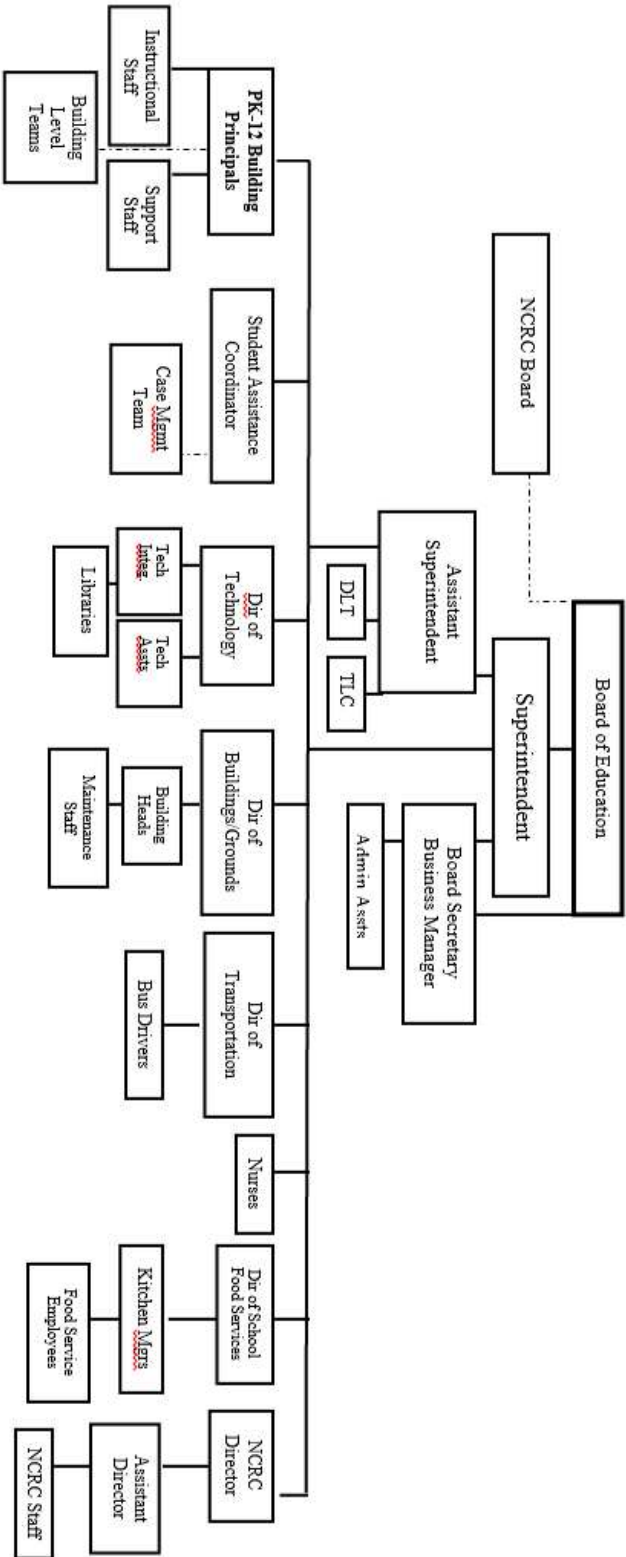 Board of Education
NCRC Board
Superintendent
Assistant
Superintendent
Board Secretary
Business Manager
DLT
TLC
Admin Assts
PK-12 Building
Principals
Student Assistance
Coordinator
Dir of
Technology
Dir of
Buildings/Grounds
Dir of
Transportation
Nurses
Dir of School
Food Services
NCRC
Director
Instructional
Staff
Support
Staff
Case Mgmt
Team
Tech
Integ.
Tech
Assts
Building
Heads
Bus Drivers
Kitchen Mgrs
Assistant
Director
Building
Level
Teams
Libraries
Maintenance
Staff
Food Service
Employees
NCRC Staff